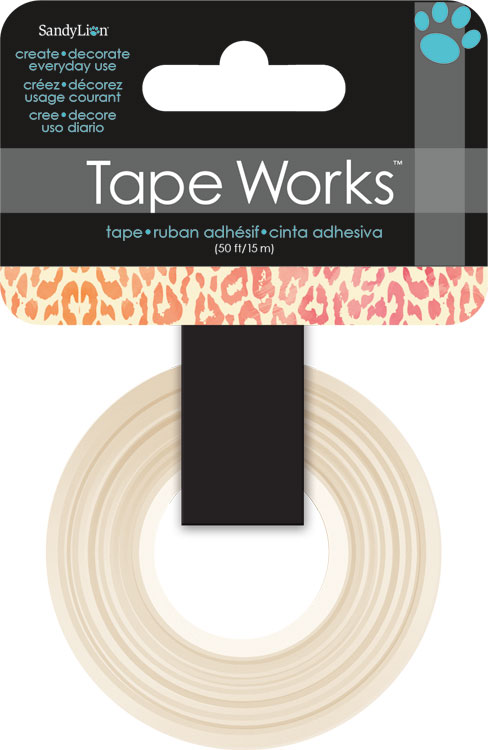 SandyLion
create•decorate
everyday use
créez•décorez
usage courant
cree•decore
uso diario
Tape Works™
tape•ruban adhésif•cinta adhesiva
(50 ft/15 m)